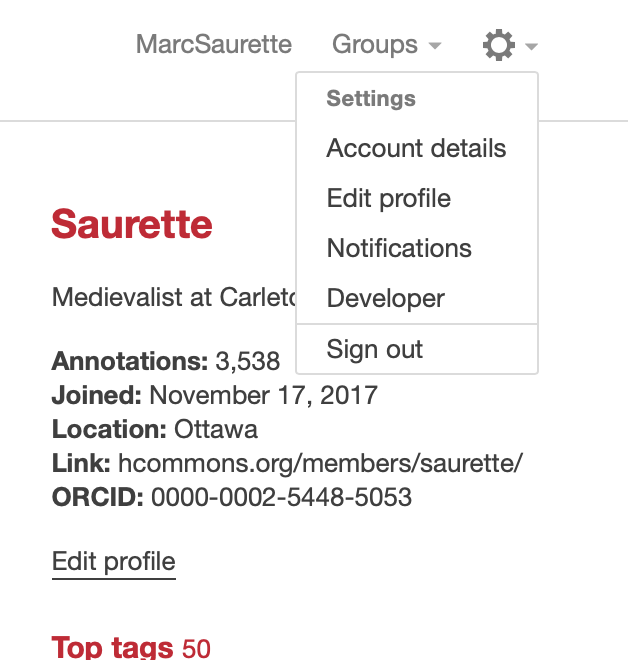 MarcSaurette Groups
Settings
Account details
Edit profile
Notifications
Developer
Sign out
Saurette
Medievalist at
Annotations: 3,538
Joined: November 17, 2017
Location: Ottawa
Link: hcommons.org/members/saurette/
ORCID: 0000-0002-5448-5053
Edit profile
Top tags 50